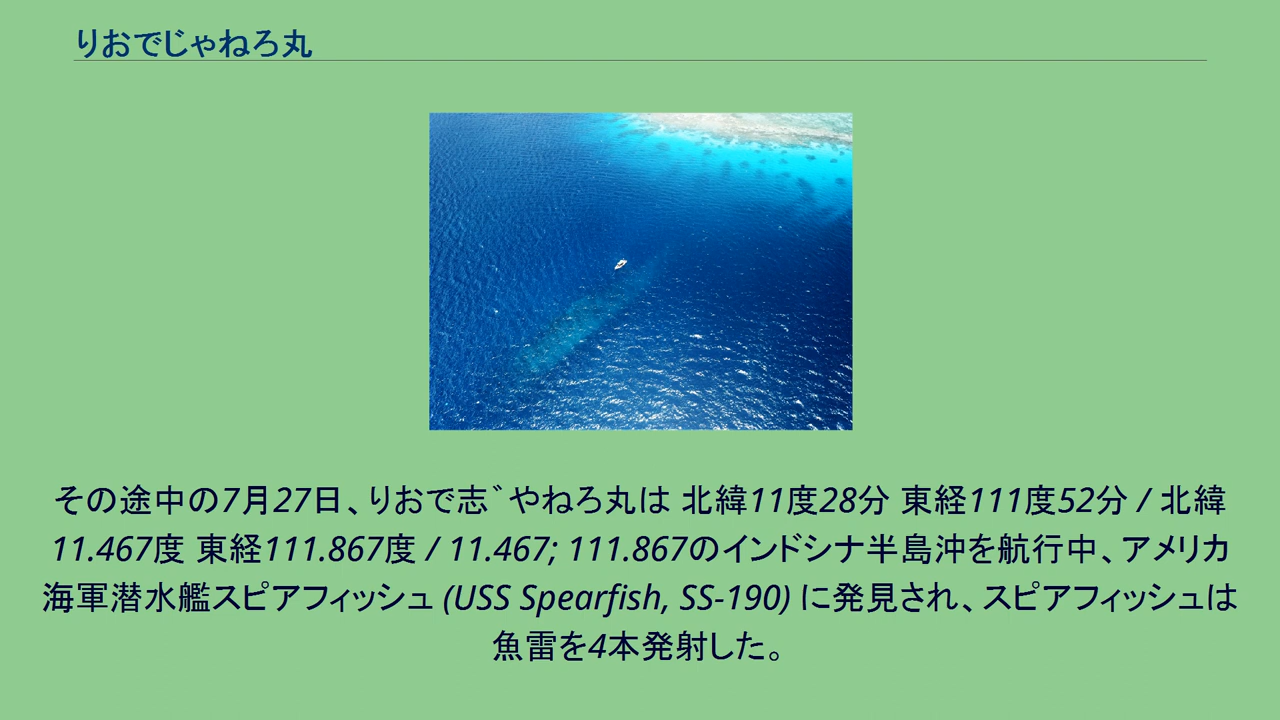 りおでじゃねろ丸
その途中の7月27日、りおで志゛やねろ丸は 北緯11度28分 東経111度52分 / 北緯
11.467度 東経111.867度 / 11.467; 111.867のインドシナ半島沖を航行中、アメリカ
海軍潜水艦スピアフィッシュ (USS Spearfish, SS-190) に発見され、スピアフィッシュは
魚雷を4本発射した。